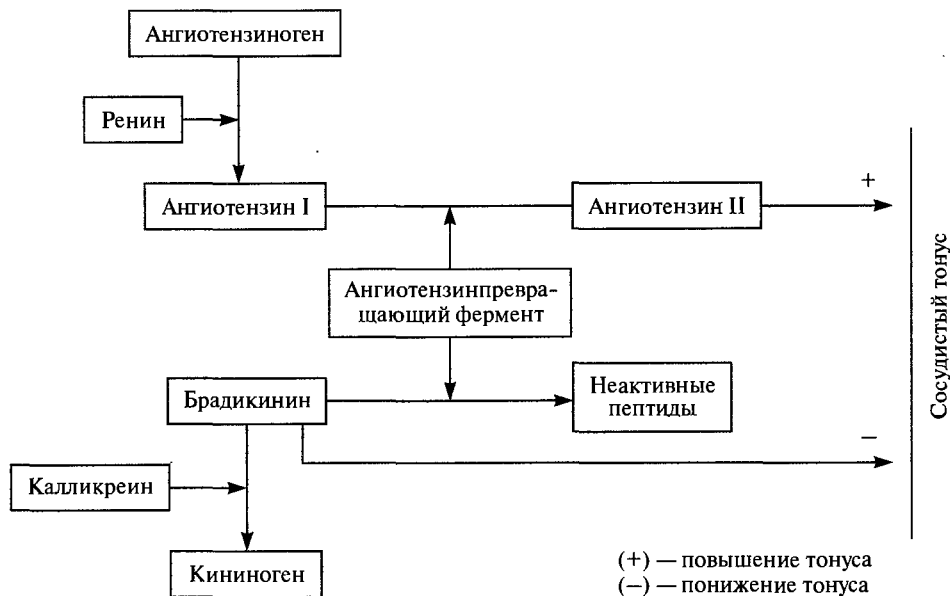 Ангиотензиноген
Ренин
Ангиотензин I
Ангиотензин II
+
Ангиотензинпревра-
щающий фермент
Брадикинин
Неактивные
пептиды
−
Калликреин
Кининоген
Сосудистый тонус
(+) — повышение тонуса
(−) — понижение тонуса